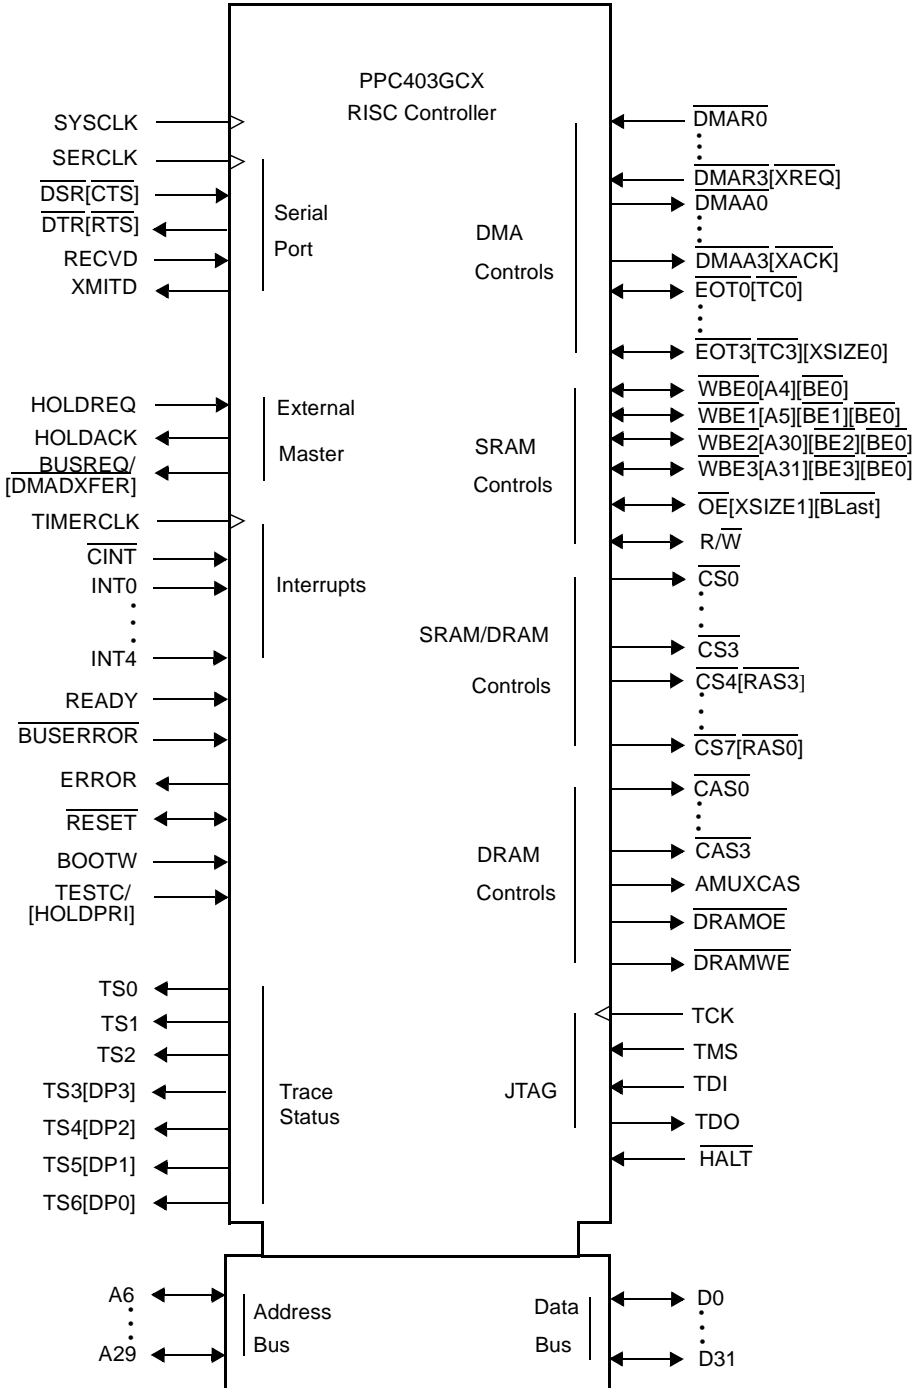 PPC403GCX
RISC Controller
SYSCLK
SERCLK
DSR[CTS]
DTR[RTS]
RECVD
XMITD
Serial
Port
HOLDREQ
HOLDACK
BUSREQ/
[DMADXFER]
External
Master
TIMERCLK
CINT
INT0
INT4
Interrupts
READY
BUSERROR
ERROR
RESET
BOOTW
TESTC/
[HOLDPRI]
TS0
TS1
TS2
TS3[DP3]
TS4[DP2]
TS5[DP1]
TS6[DP0]
Trace
Status
A6
A29
Address
Bus
DMA
Controls
DMAR0
DMAR3[XREQ]
DMAA0
DMAA3[XACK]
EOT0[TC0]
EOT3[TC3][XSIZE0]
SRAM
Controls
WBE0[A4][BE0]
WBE1[A5][BE1][BE0]
WBE2[A30][BE2][BE0]
WBE3[A31][BE3][BE0]
OE[XSIZE1][BLast]
R/W
SRAM/DRAM
Controls
CS0
CS3
CS4[RAS3]
CS7[RAS0]
DRAM
Controls
CAS0
CAS3
AMUXCAS
DRAMOE
DRAMWE
JTAG
TCK
TMS
TDI
TDO
HALT
Data
Bus
D0
D31